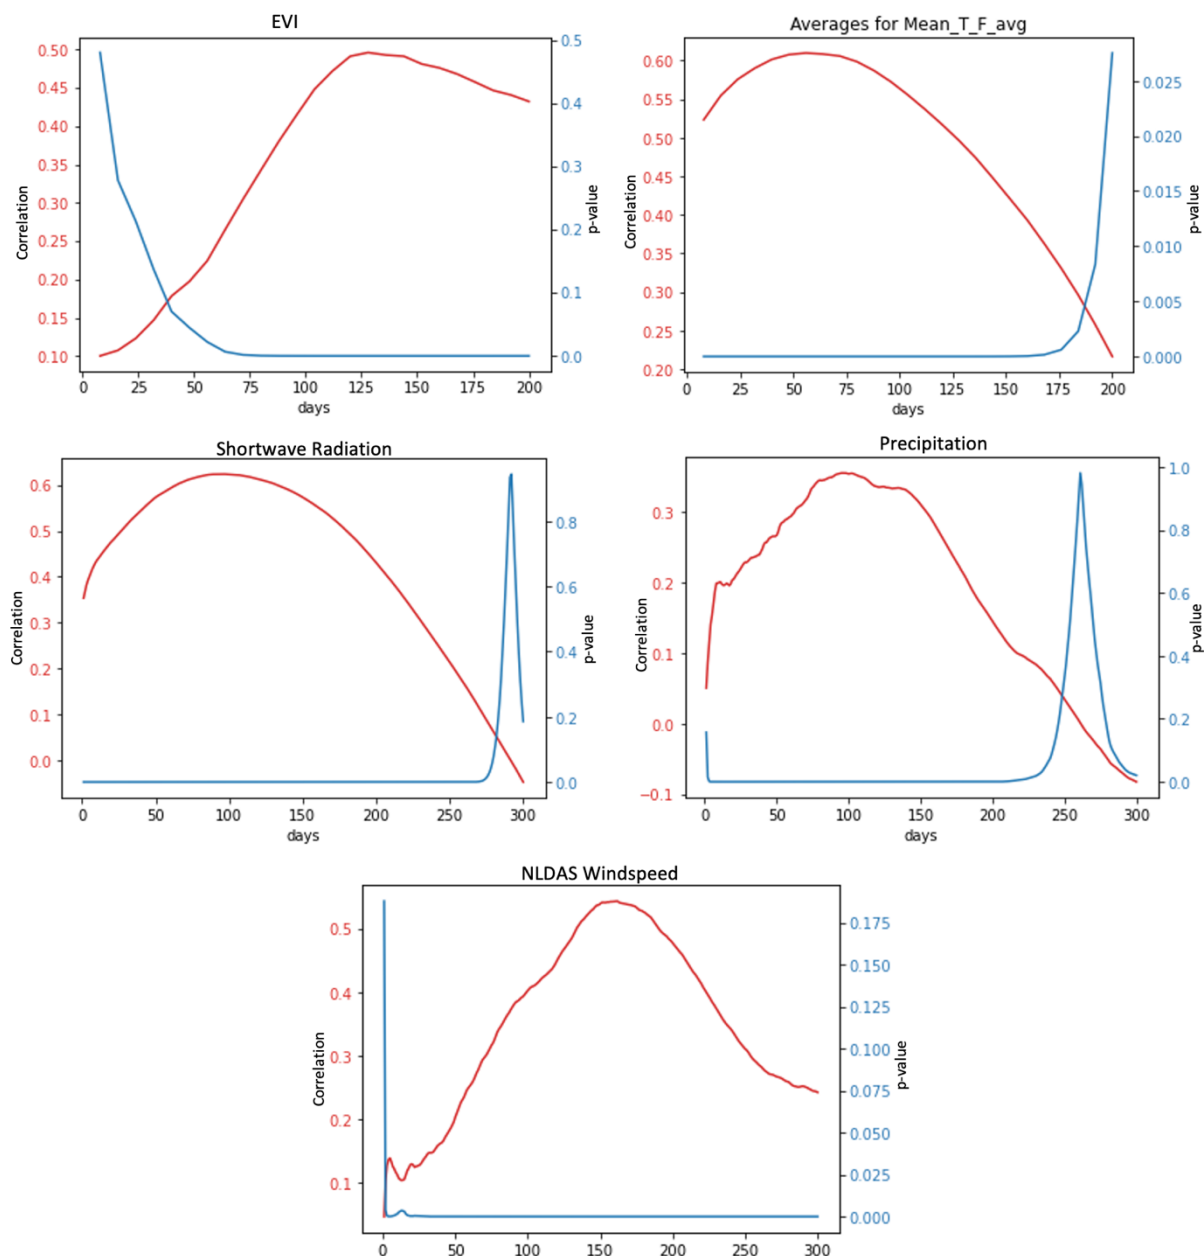 EVI
0.50
0.45
0.40
0.35
0.30
0.25
0.20
0.15
0.10
Correlation
0.5
0.4
0.3
0.2
0.1
0.0
p-value
0 25 50 75 100 125 150 175 200
days
Averages for Mean_T_F_avg
0.60
0.55
0.50
0.45
0.40
0.35
0.30
0.25
0.20
Correlation
0.025
0.020
0.015
0.010
0.005
0.000
p-value
0 25 50 75 100 125 150 175 200
days
Shortwave Radiation
0.6
0.5
0.4
0.3
0.2
0.1
0.0
Correlation
0.8
0.6
0.4
0.2
0.0
p-value
0 50 100 150 200 250 300
days
Precipitation
0.3
0.2
0.1
0.0
−0.1
Correlation
1.0
0.8
0.6
0.4
0.2
0.0
p-value
0 50 100 150 200 250 300
days
NLDAS Windspeed
0.5
0.4
0.3
0.2
0.1
Correlation
0.175
0.150
0.125
0.100
0.075
0.050
0.025
0.000
p-value
0 50 100 150 200 250 300